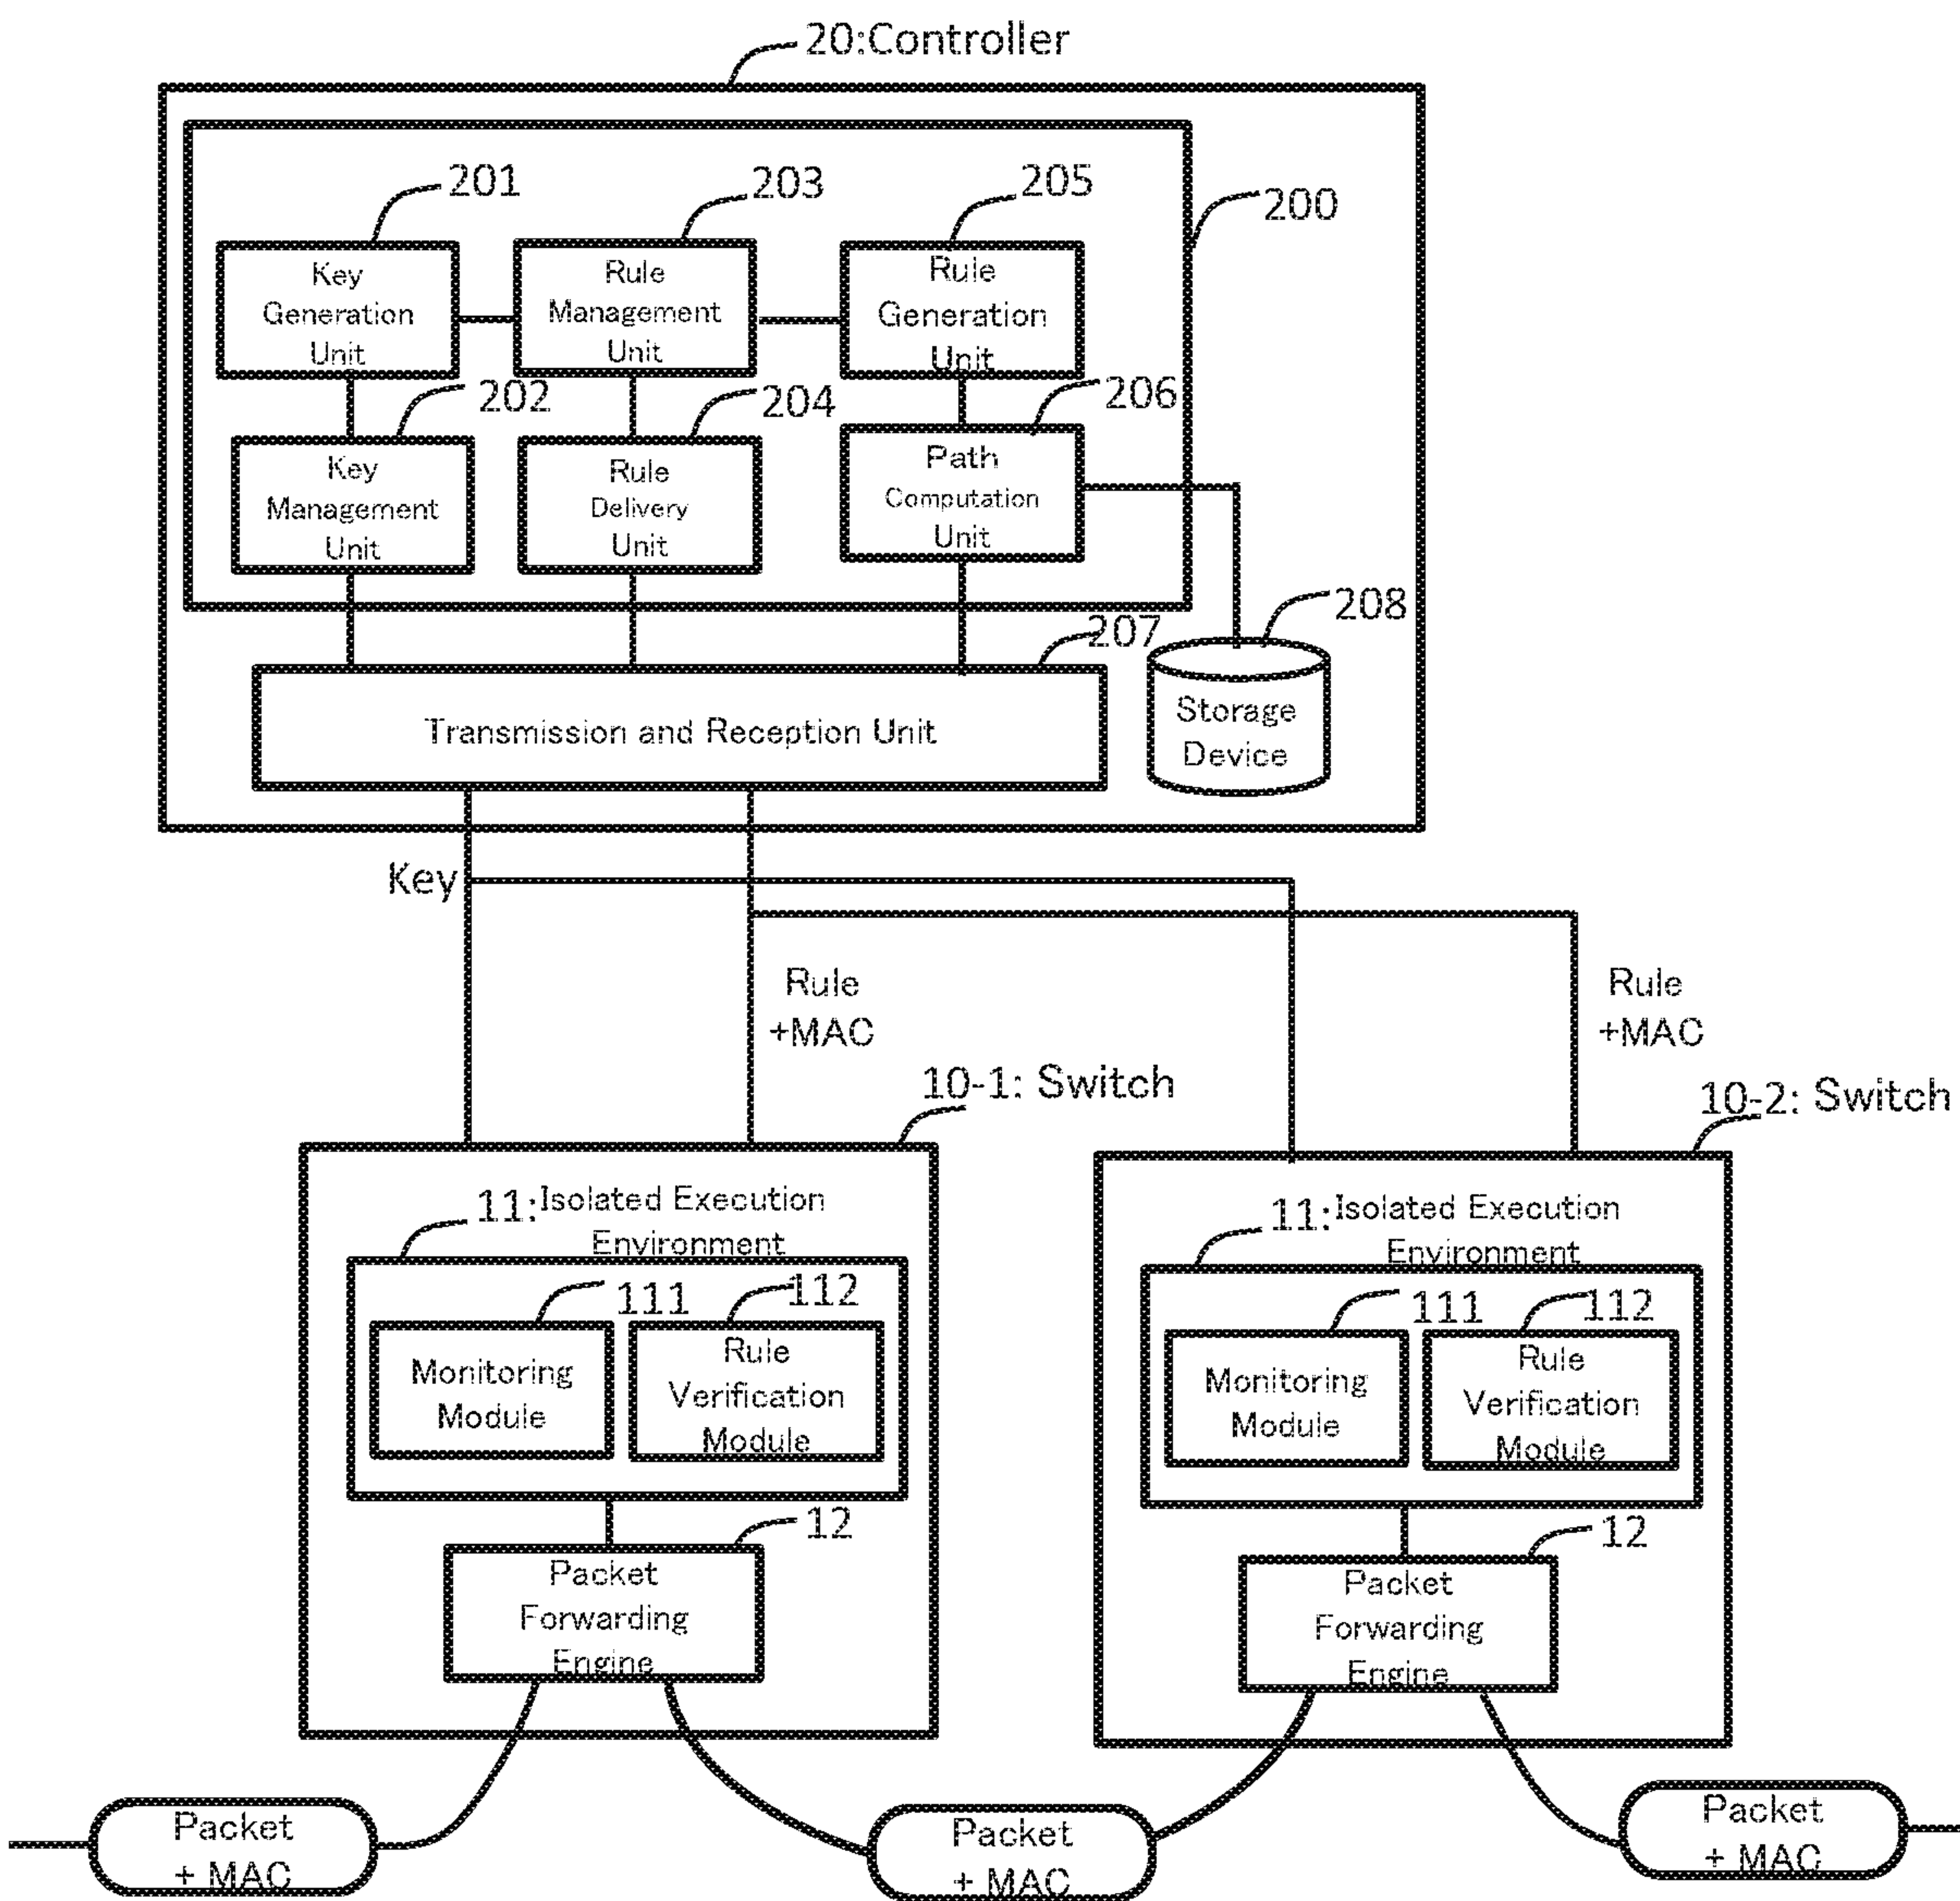 20:Controller
201
203
205
200
Key
Generation
Unit
Rule
Management
Unit
Rule
Generation
Unit
202
204
206
Key
Management
Unit
Rule
Delivery
Unit
Path
Computation
Unit
207
208
Transmission and Reception Unit
Storage
Device
Key
Rule
+MAC
Rule
+MAC
10-1: Switch
10-2: Switch
11:Isolated Execution
Environment
111
112
Monitoring
Module
Rule
Verification
Module
12
Packet
Forwarding
Engine
11:Isolated Execution
Environment
111
112
Monitoring
Module
Rule
Verification
Module
12
Packet
Forwarding
Engine
Packet
+ MAC
Packet
+ MAC
Packet
+ MAC